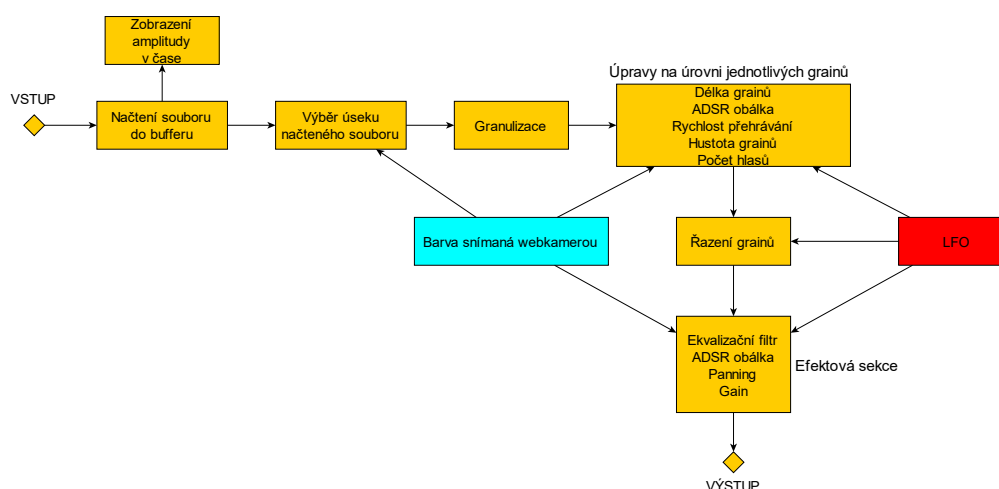 Zobrazení
amplitudy
v čase
VSTUP
Načtení souboru
do bufferu
Výběr úseku
načteného souboru
Granulizace
Úpravy na úrovni jednotlivých grainů
Délka grainů
ADSR obálka
Rychlost přehrávání
Hustota grainů
Počet hlasů
Barva snímaná webkamerou
Řazení grainů
LFO
Ekvalizační filtr
ADSR obálka
Panning
Gain
Efektová sekce
VÝSTUP